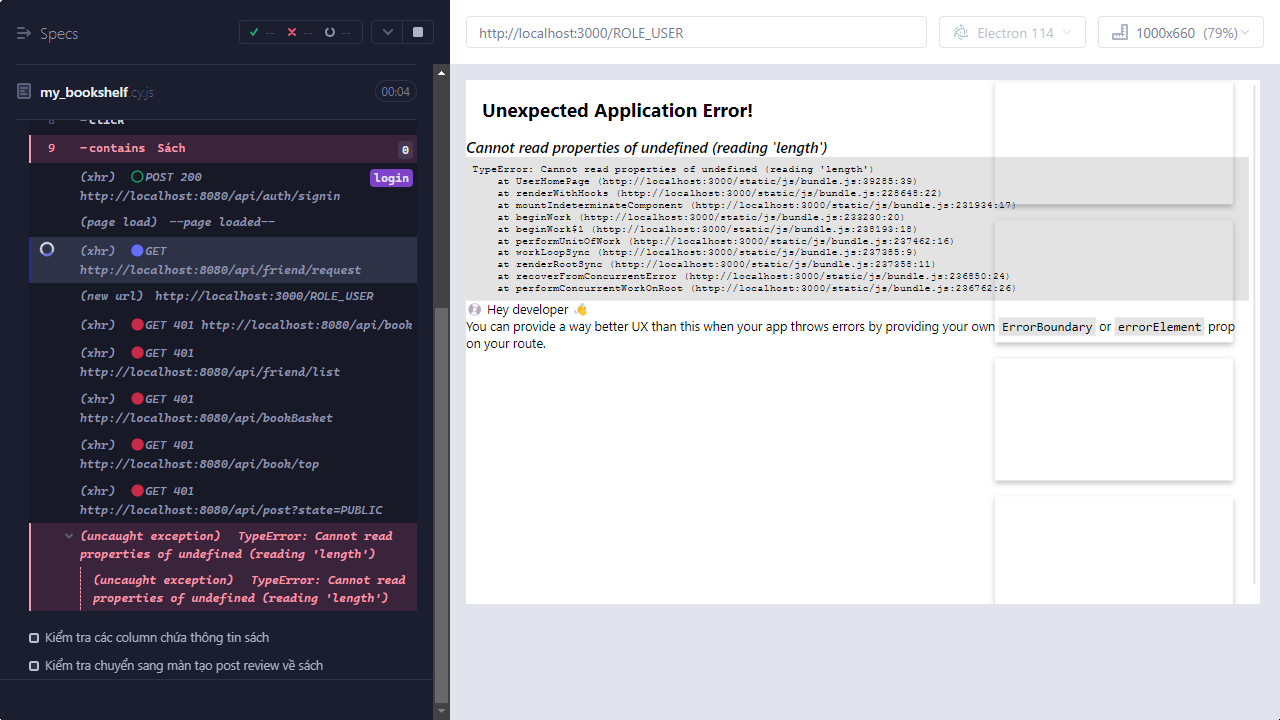 Specs
--
--
--
http://localhost:3000/ROLE_USER
Electron 114
1000x660 (79%)
my_bookshelf.cy.js
00:04
8 -click
9 -contains Sách 0
(xhr) POST 200 login
http://localhost:8080/api/auth/signin
(page load) --page loaded--
(xhr) GET
http://localhost:8080/api/friend/request
(new url) http://localhost:3000/ROLE_USER
(xhr) GET 401 http://localhost:8080/api/book
(xhr) GET 401
http://localhost:8080/api/friend/list
(xhr) GET 401
http://localhost:8080/api/bookBasket
(xhr) GET 401
http://localhost:8080/api/book/top
(xhr) GET 401
http://localhost:8080/api/post?state=PUBLIC
(uncaught exception) TypeError: Cannot read
properties of undefined (reading 'length')
(uncaught exception) TypeError: Cannot read
properties of undefined (reading 'length')
Kiểm tra các column chứa thông tin sách
Kiểm tra chuyển sang màn tạo post review về sách
Unexpected Application Error!
Cannot read properties of undefined (reading 'length')
TypeError: Cannot read properties of undefined (reading 'length')
at UserHomePage (http://localhost:3000/static/js/bundle.js:39285:39)
at renderWithHooks (http://localhost:3000/static/js/bundle.js:228648:22)
at mountIndeterminateComponent (http://localhost:3000/static/js/bundle.js:231934:17)
at beginWork (http://localhost:3000/static/js/bundle.js:233230:20)
at beginWork$1 (http://localhost:3000/static/js/bundle.js:238193:18)
at performUnitOfWork (http://localhost:3000/static/js/bundle.js:237462:16)
at workLoopSync (http://localhost:3000/static/js/bundle.js:237385:9)
at renderRootSync (http://localhost:3000/static/js/bundle.js:237358:11)
at recoverFromConcurrentError (http://localhost:3000/static/js/bundle.js:236850:24)
at performConcurrentWorkOnRoot (http://localhost:3000/static/js/bundle.js:236762:26)
💿 Hey developer 👋
You can provide a way better UX than this when your app throws errors by providing your own ErrorBoundary or errorElement prop
on your route.